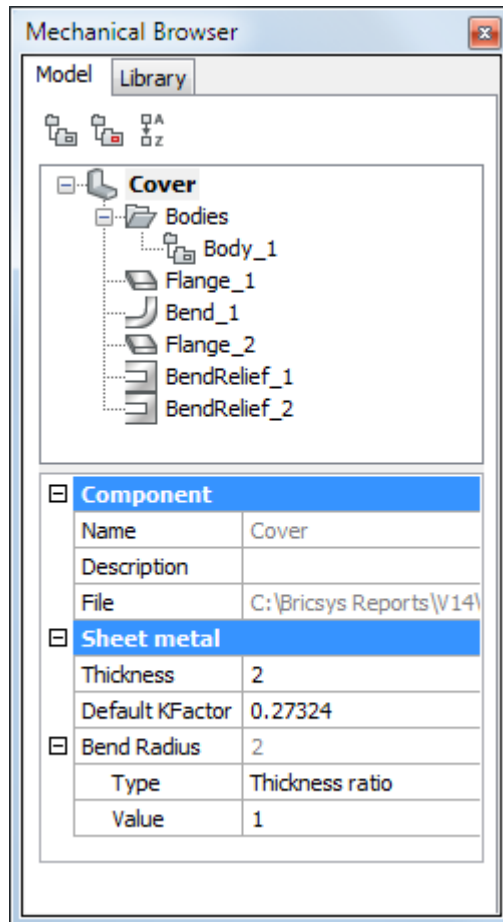 Mechanical Browser
Model Library
Cover
Bodies
Body_1
Flange_1
Bend_1
Flange_2
BendRelief_1
BendRelief_2
Component
Name Cover
Description
File C:\Bricsys Reports\V14\
Sheet metal
Thickness 2
Default KFactor 0.27324
Bend Radius 2
Type Thickness ratio
Value 1